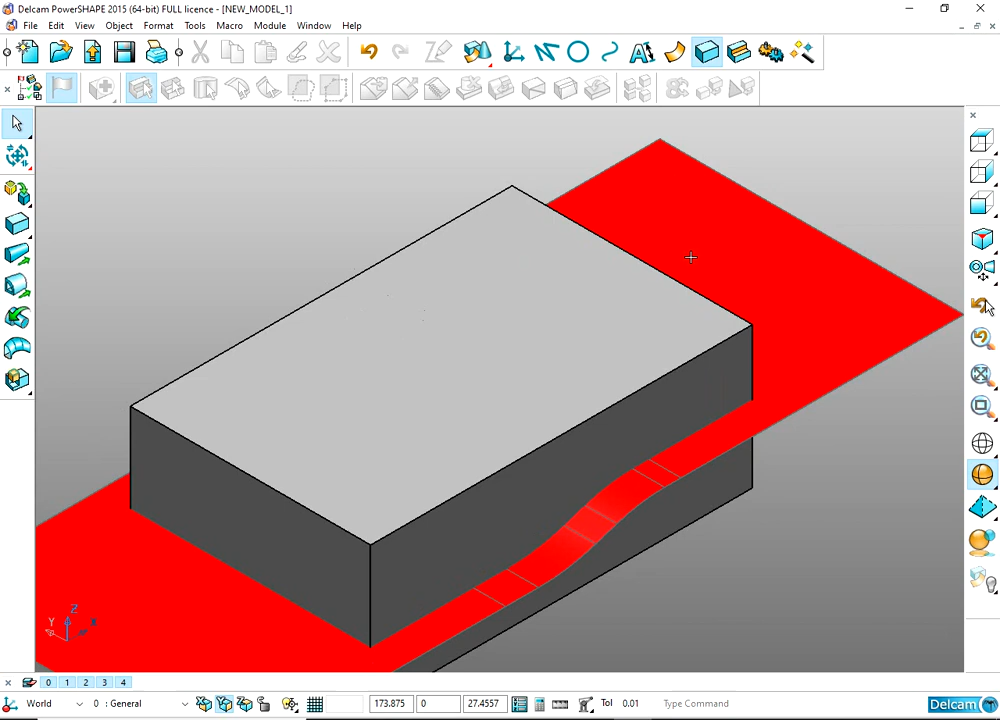 Delcam PowerSHAPE 2015 (64-bit) FULL licence - [NEW_MODEL_1]
File Edit View Object Format Tools Macro Module Window Help
Z
Y X
0 1 2 3 4
World 0 : General 173.875 0 27.4557 Tol 0.01 Type Command Delcam